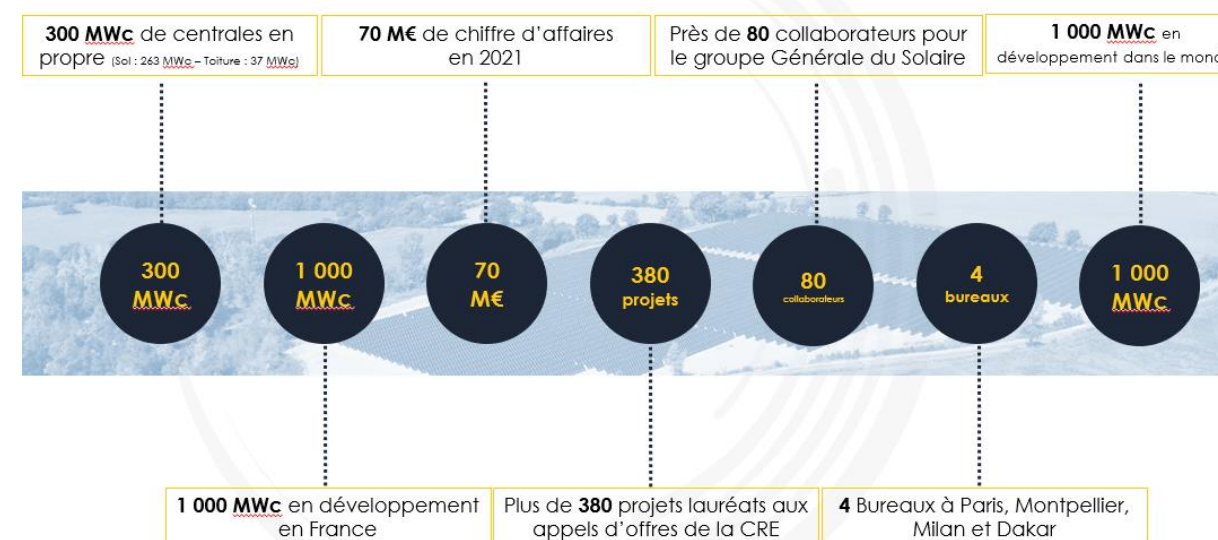 300 MWc de centrales en
propre (Sol : 263 MWc – Toiture : 37 MWc)
70 M€ de chiffre d’affaires
en 2021
Près de 80 collaborateurs pour
le groupe Générale du Solaire
1 000 MWc en
développement dans le mond
300
MWc
1 000
MWc
70
M€
380
projets
80
collaborateurs
4
bureaux
1 000
MWc
1 000 MWc en développement
en France
Plus de 380 projets lauréats aux
appels d’offres de la CRE
4 Bureaux à Paris, Montpellier,
Milan et Dakar